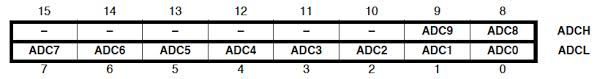 15 14 13 12 11 10 9 8
– – – – – – ADC9 ADC8 ADCH
ADC7 ADC6 ADC5 ADC4 ADC3 ADC2 ADC1 ADC0 ADCL
7 6 5 4 3 2 1 0